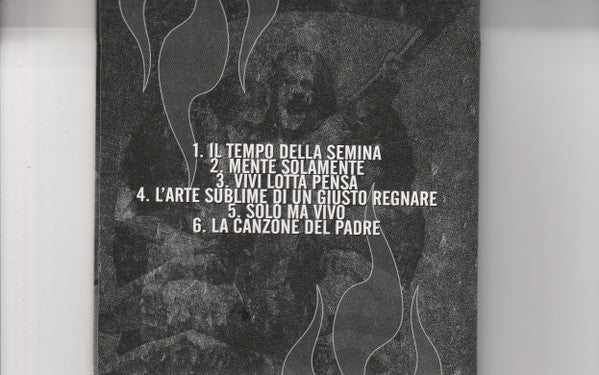 1. IL TEMPO DELLA SEMINA
2. MENTE SOLAMENTE
3. VIVI LOTTA PENSA
4. L'ARTE SUBLIME DI UN GIUSTO REGNARE
5. SOLO MA VIVO
6. LA CANZONE DEL PADRE